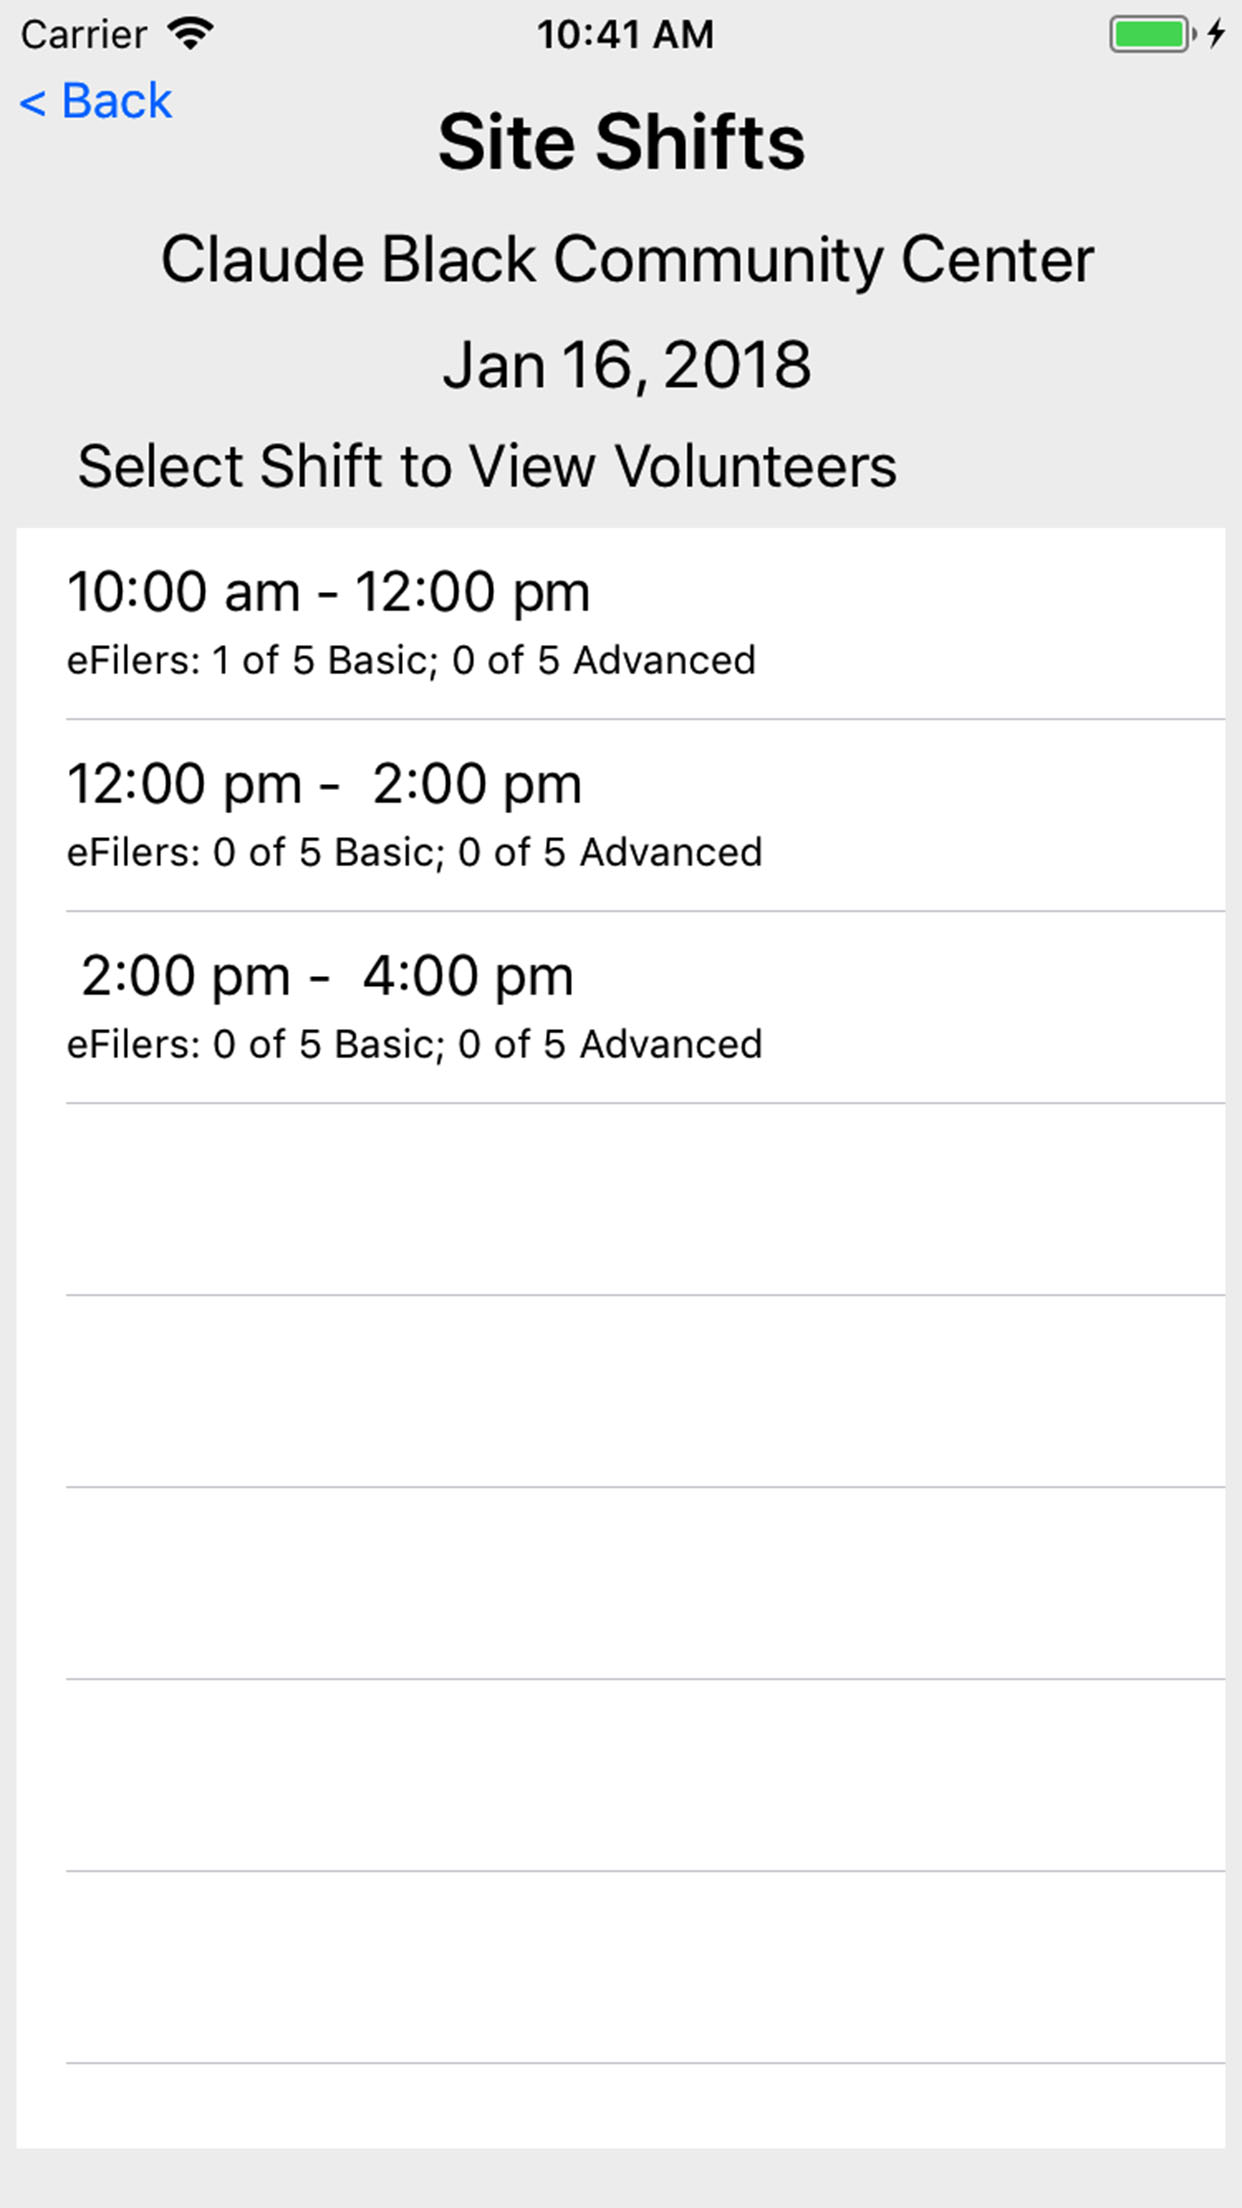 Carrier 10:41 AM
< Back
Site Shifts
Claude Black Community Center
Jan 16, 2018
Select Shift to View Volunteers
10:00 am - 12:00 pm
eFilers: 1 of 5 Basic; 0 of 5 Advanced
12:00 pm -  2:00 pm
eFilers: 0 of 5 Basic; 0 of 5 Advanced
2:00 pm -  4:00 pm
eFilers: 0 of 5 Basic; 0 of 5 Advanced